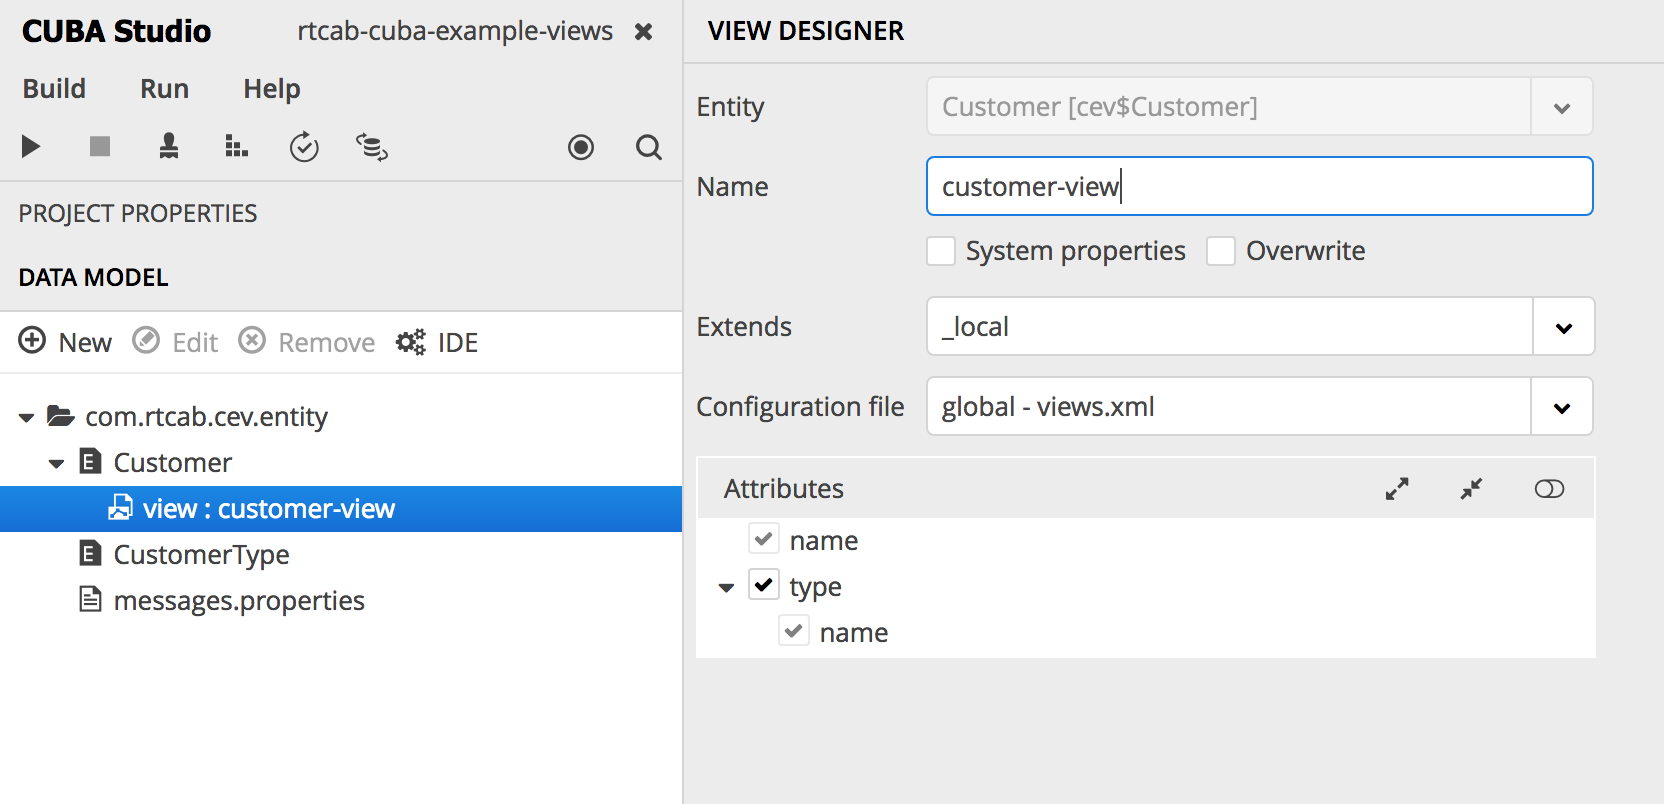 CUBA Studio
rtcab-cuba-example-views
Build Run Help
PROJECT PROPERTIES
DATA MODEL
New Edit Remove IDE
com.rtcab.cev.entity
E Customer
view : customer-view
E CustomerType
messages.properties
VIEW DESIGNER
Entity Customer [cev$Customer]
Name customer-view
System properties Overwrite
Extends _local
Configuration file global - views.xml
Attributes
name
type
name